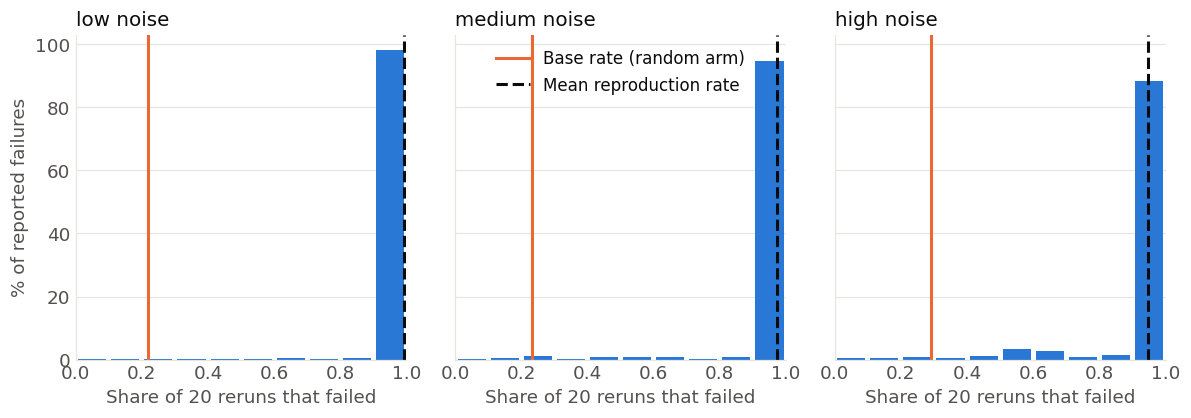 low noise
medium noise
high noise
% of reported failures
100
80
60
40
20
0
Base rate (random arm)
Mean reproduction rate
0.0 0.2 0.4 0.6 0.8 1.0
0.0 0.2 0.4 0.6 0.8 1.0
0.0 0.2 0.4 0.6 0.8 1.0
Share of 20 reruns that failed
Share of 20 reruns that failed
Share of 20 reruns that failed